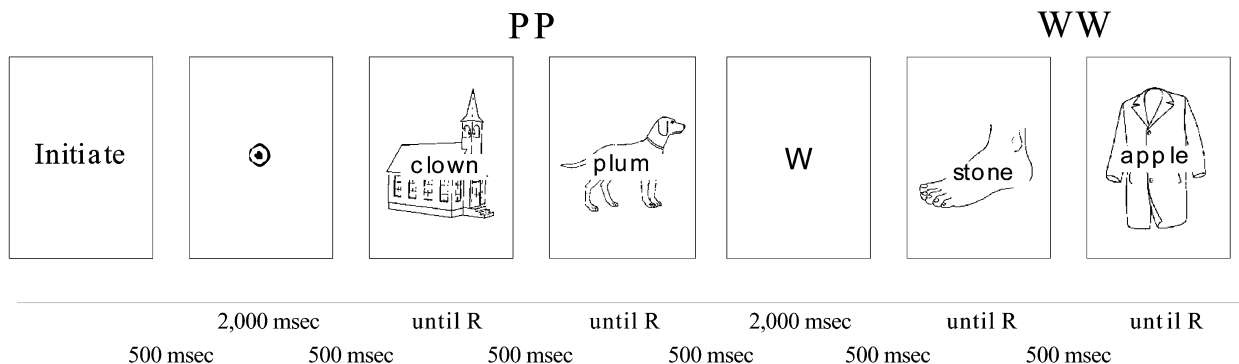 PP WW
Initiate clown plum W stone apple
2,000 msec until R until R 2,000 msec until R until R
500 msec 500 msec 500 msec 500 msec 500 msec 500 msec